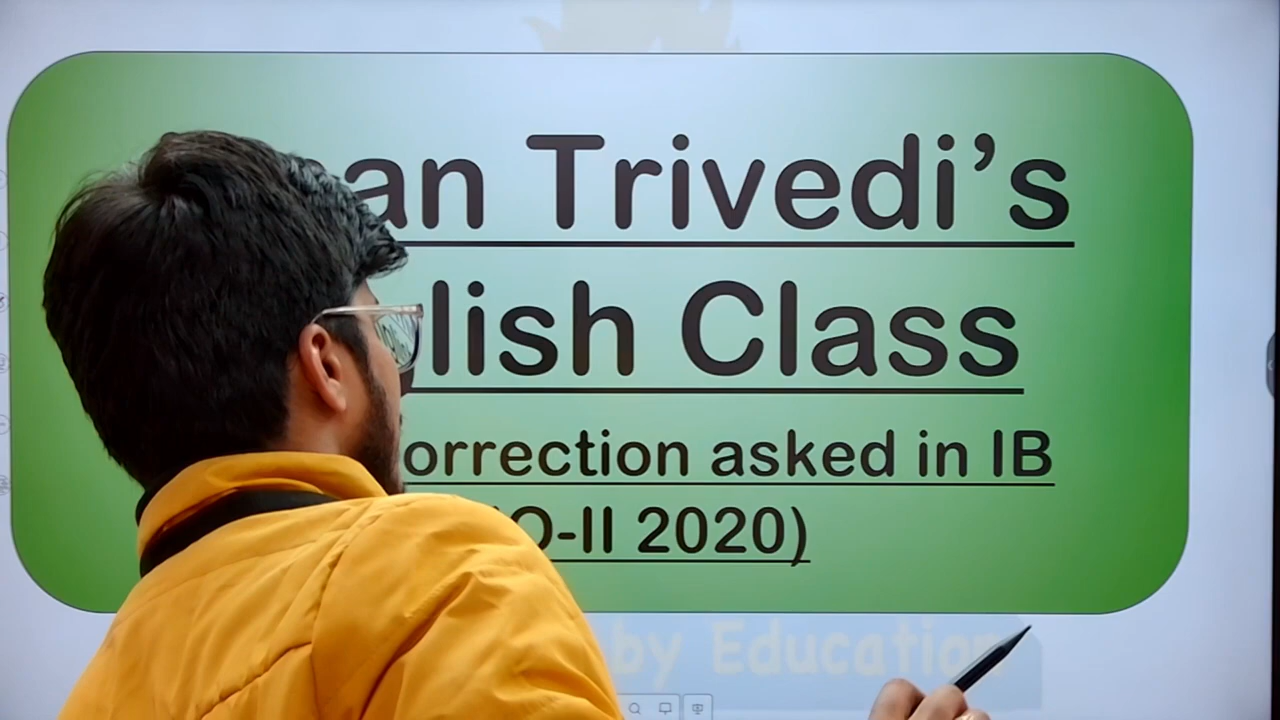 an Trivedi's
lish Class
orrection asked in IB
O-II 2020)
by Education